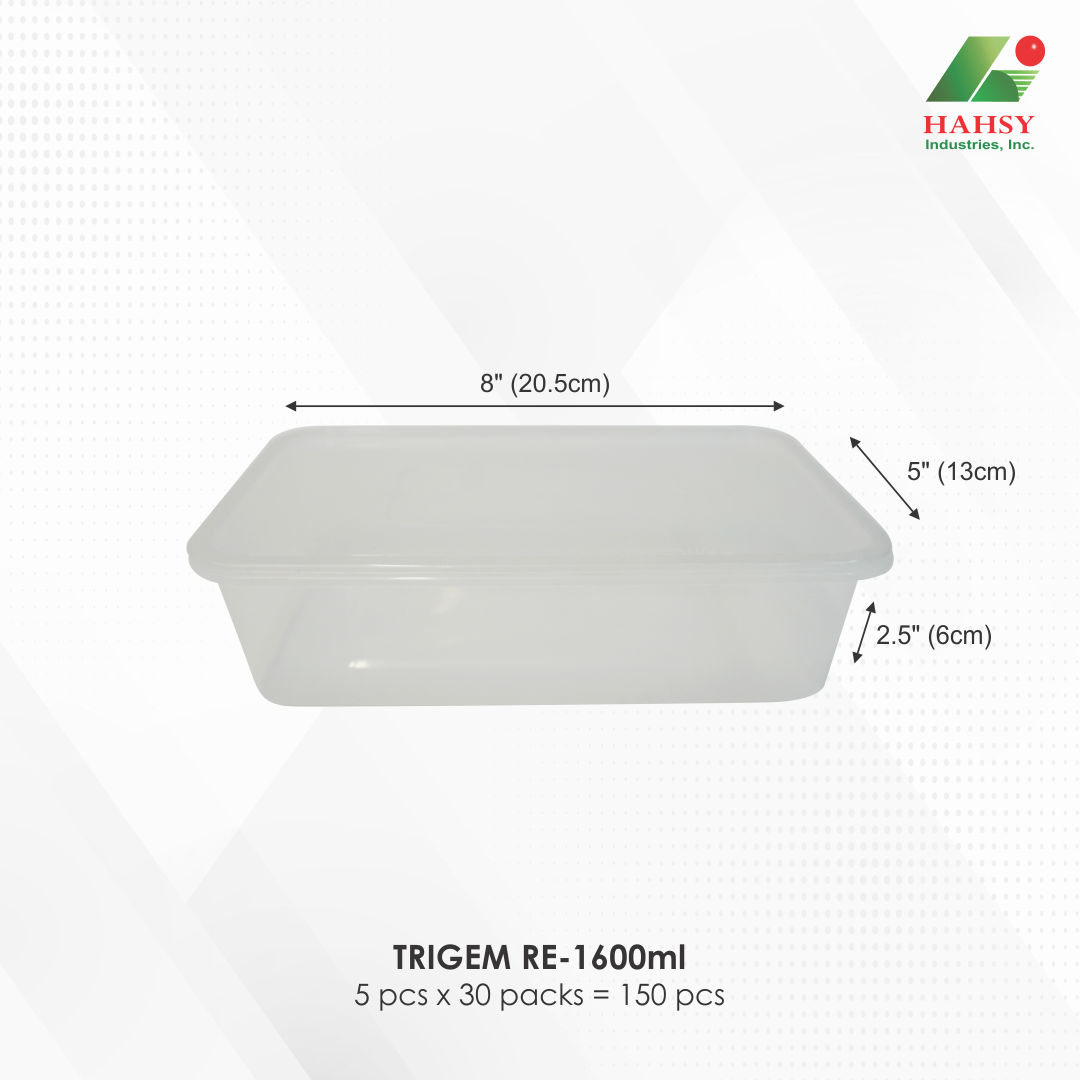 HAHSY
Industries, Inc.
8" (20.5cm)
5" (13cm)
2.5" (6cm)
TRIGEM RE-1600ml
5 pcs x 30 packs = 150 pcs